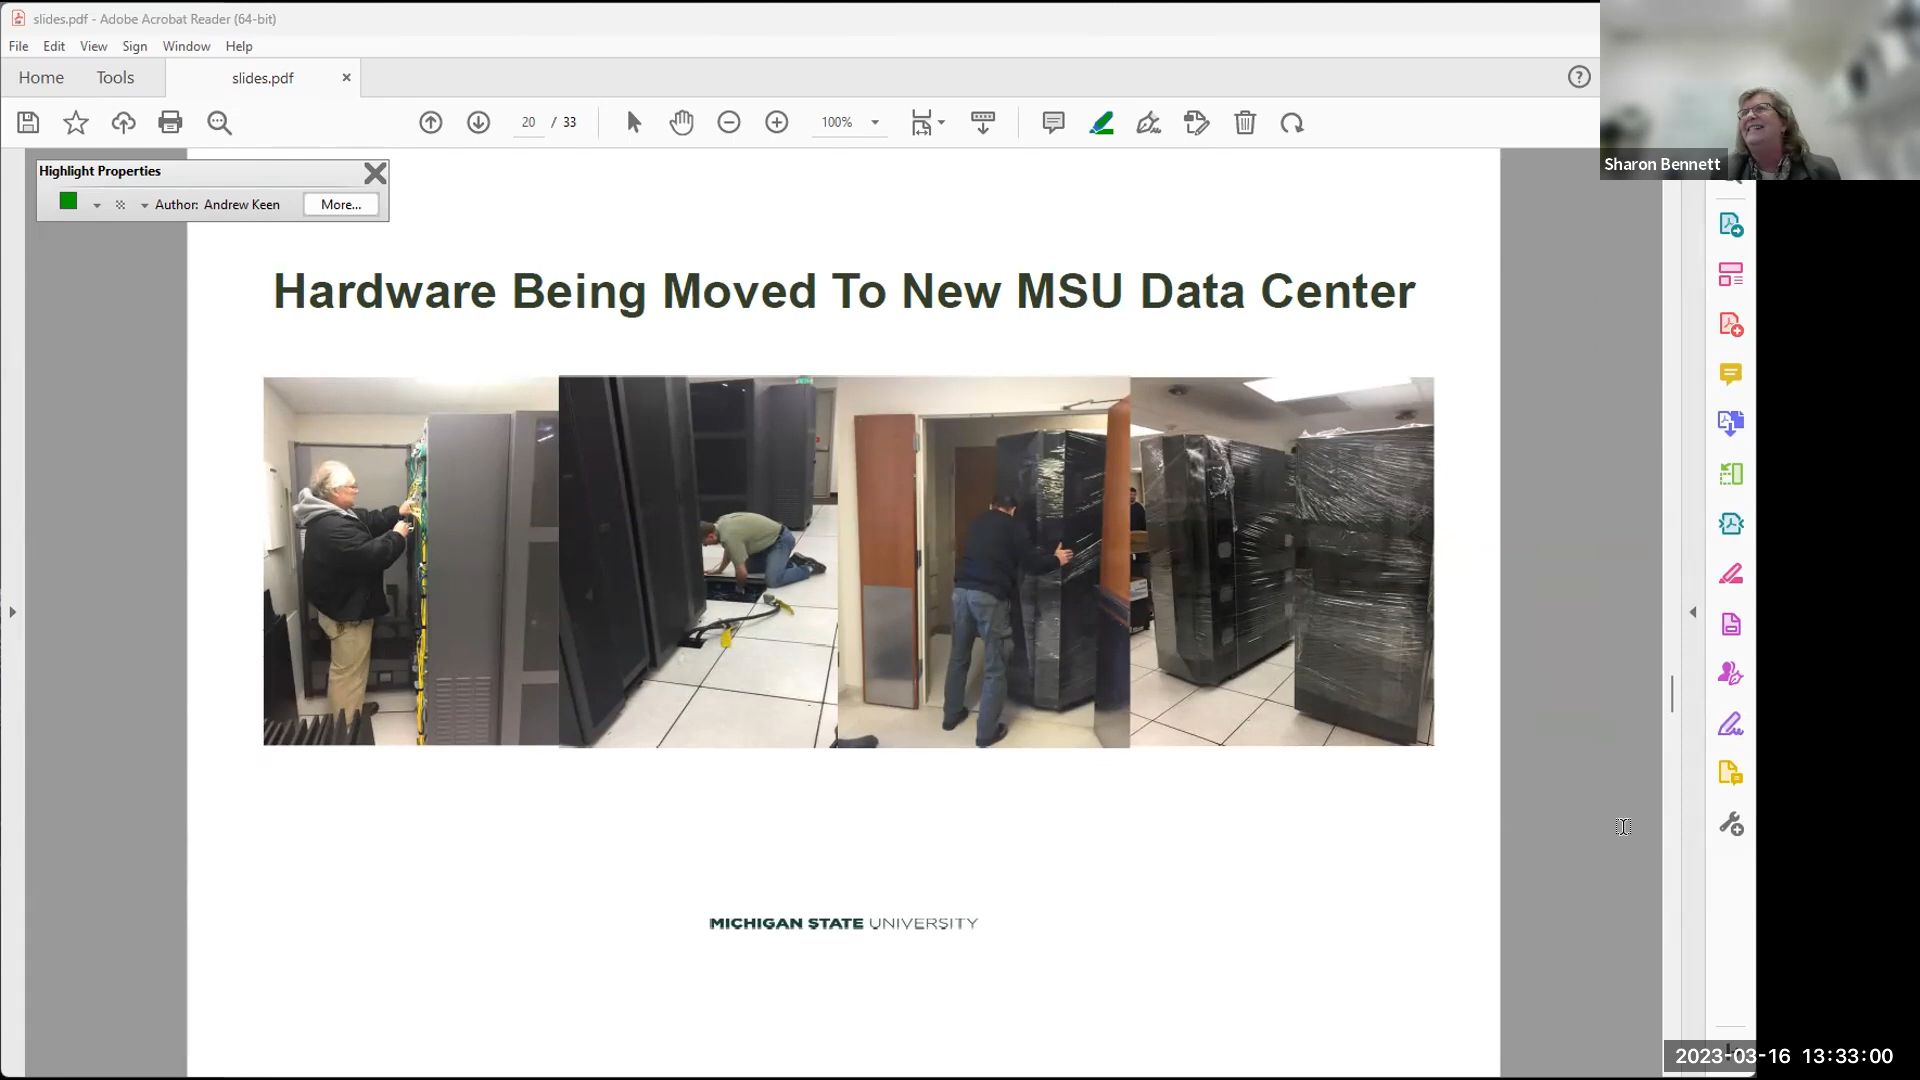 slides.pdf - Adobe Acrobat Reader (64-bit)
File Edit View Sign Window Help
Home Tools slides.pdf
20 / 33 100%
Highlight Properties
Author: Andrew Keen More...
Sharon Bennett
Hardware Being Moved To New MSU Data Center
MICHIGAN STATE UNIVERSITY
2023-03-16 13:33:00